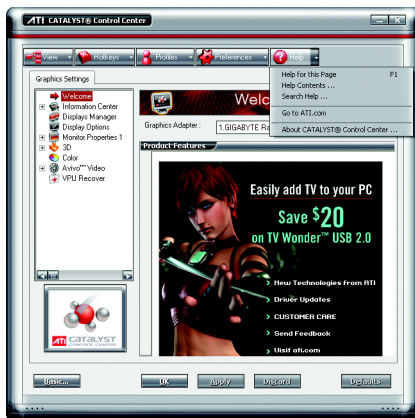 ATI CATALYST® Control Center
View Hotkeys Profiles Preferences Help
Help for this Page F1
Help Contents ...
Search Help ...
Go to ATI.com
About CATALYST® Control Center ...
Graphics Settings
Welcome
Information Center
Displays Manager
Display Options
Monitor Properties 1
3D
Color
Avivo™ Video
VPU Recover
Welc
Graphics Adapter: 1.GIGABYTE Ra
Product Features
Easily add TV to your PC
Save $20
on TV Wonder™ USB 2.0
New Technologies from ATI
Driver Updates
CUSTOMER CARE
Send Feedback
Visit ati.com
ATI CATALYST
CONTROL CENTER
Basic... OK Apply Discard Defaults